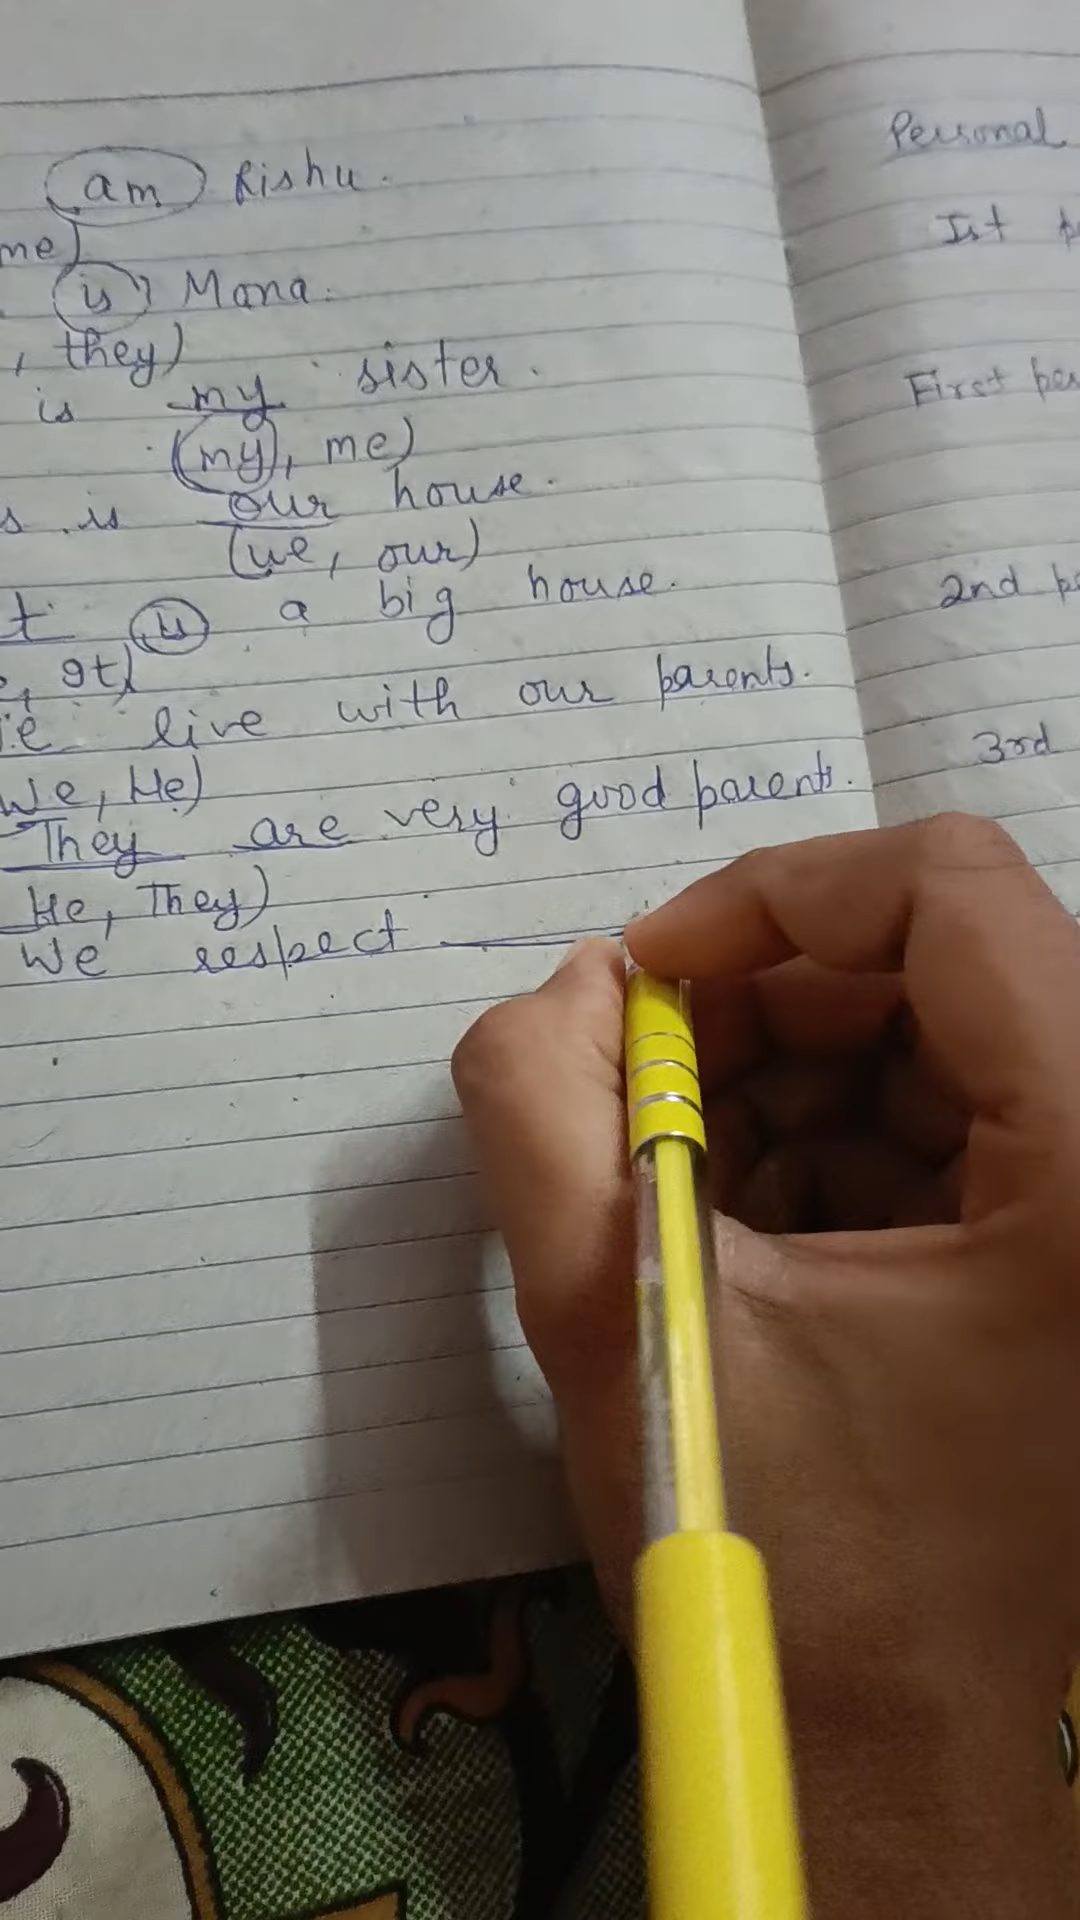 am Rishu.
me)
is Mona.
, they)
is my sister.
(my, me)
s is our house.
(we, our)
t is a big house.
, It)
e live with our parents.
We, He)
They are very good parents.
He, They)
We respect
Personal
Ist
First per
2nd pe
3rd